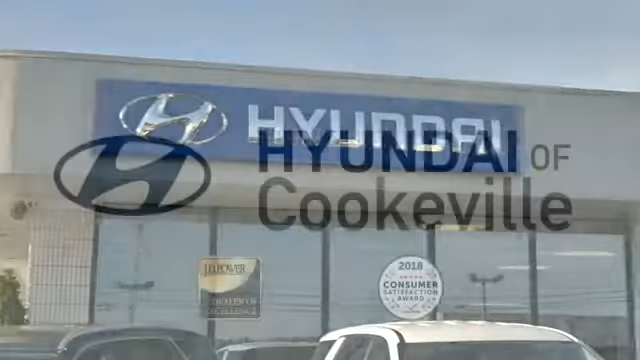 HYUNDAI
HYUNDAI OF
Cookeville
J.D. POWER
DEALER OF
EXCELLENCE
2018
CONSUMER
SATISFACTION
AWARD